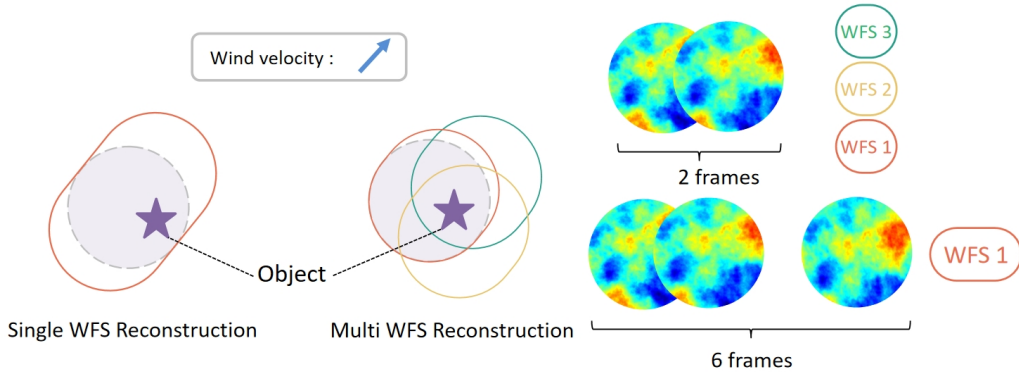 Wind velocity :
Object
Single WFS Reconstruction
Multi WFS Reconstruction
WFS 3
WFS 2
WFS 1
2 frames
WFS 1
6 frames